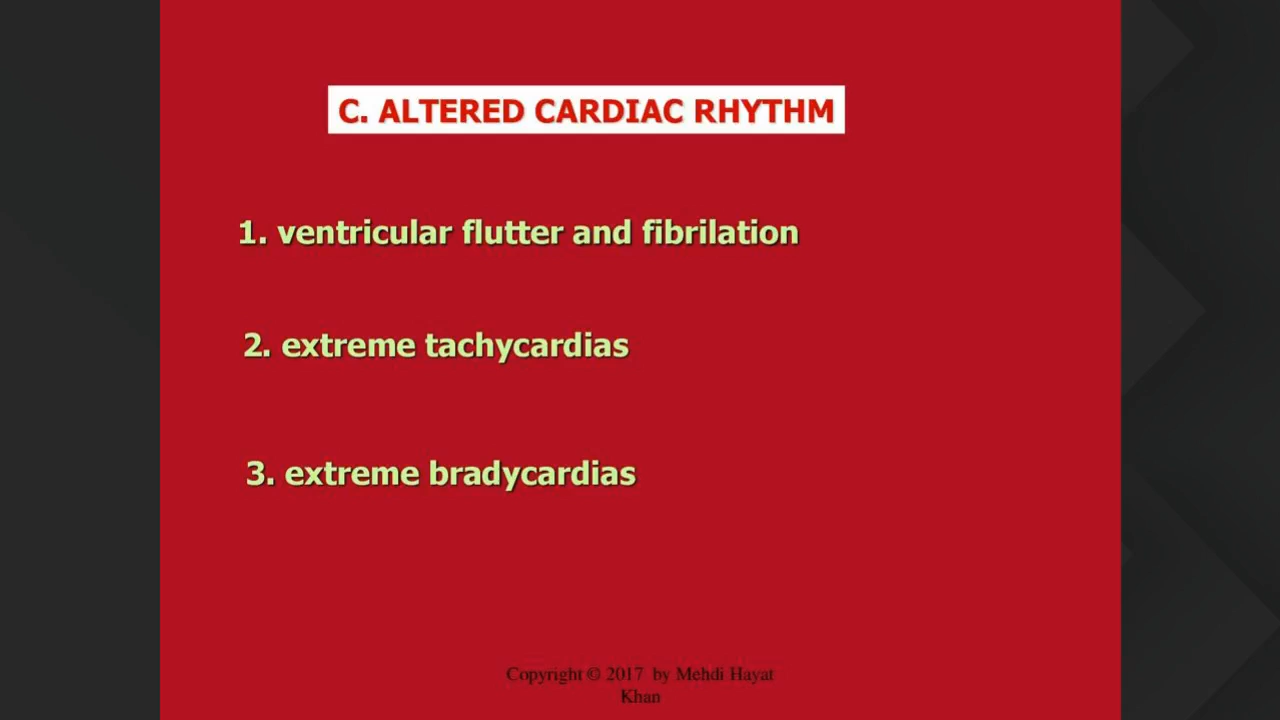 C. ALTERED CARDIAC RHYTHM
1. ventricular flutter and fibrilation
2. extreme tachycardias
3. extreme bradycardias
Copyright © 2017 by Mehdi Hayat
Khan